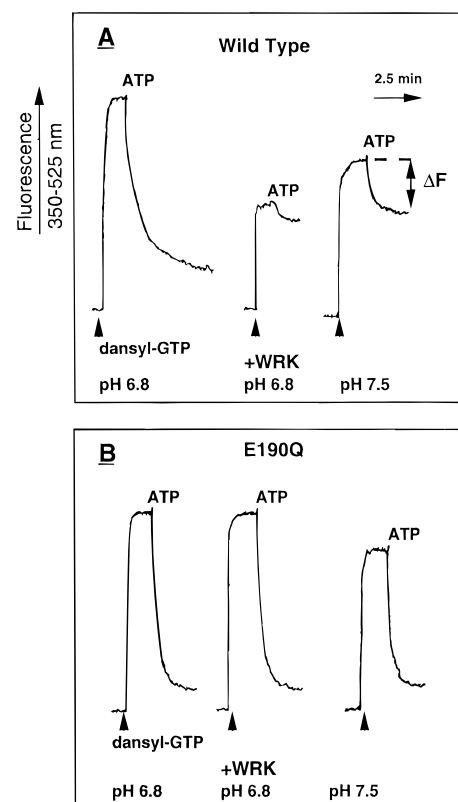 A
Wild Type
Fluorescence
350-525 nm
ATP
2.5 min
ATP
ATP
ΔF
dansyl-GTP
+WRK
pH 6.8
pH 6.8
pH 7.5
B
E190Q
ATP
ATP
ATP
dansyl-GTP
+WRK
pH 6.8
pH 6.8
pH 7.5